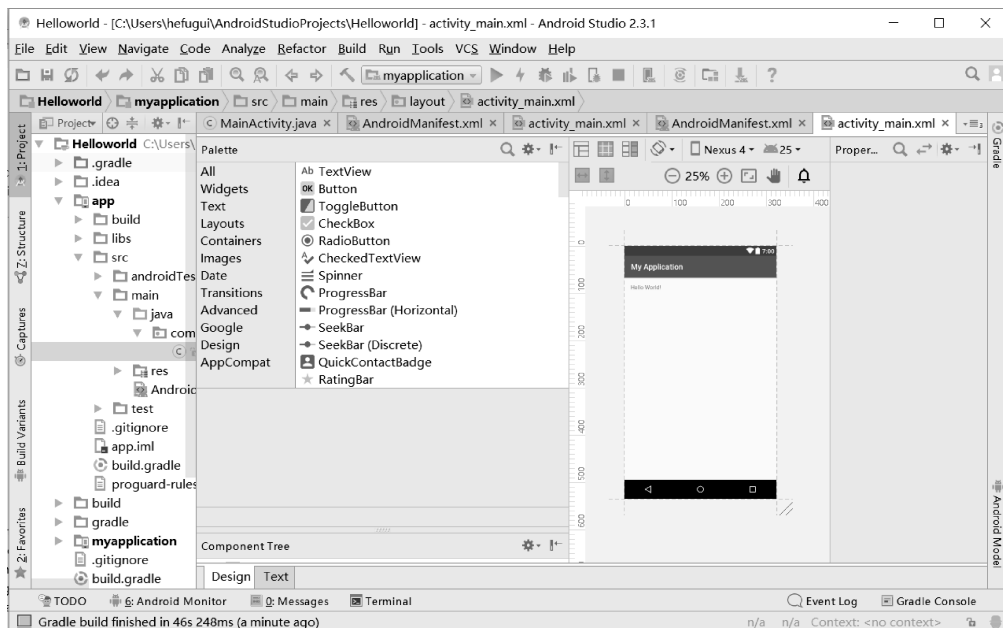 Helloworld - [C:\Users\hefugui\AndroidStudioProjects\Helloworld] - activity_main.xml - Android Studio 2.3.1
File Edit View Navigate Code Analyze Refactor Build Run Tools VCS Window Help
myapplication
Helloworld myapplication src main res layout activity_main.xml
Project MainActivity.java AndroidManifest.xml activity_main.xml AndroidManifest.xml activity_main.xml
1: Project
Z: Structure
Captures
Build Variants
2: Favorites
Helloworld C:\Users\
.gradle
.idea
app
build
libs
src
androidTes
main
java
com
res
Android
test
.gitignore
app.iml
build.gradle
proguard-rules
build
gradle
myapplication
.gitignore
build.gradle
Palette
All
Widgets
Text
Layouts
Containers
Images
Date
Transitions
Advanced
Google
Design
AppCompat
Ab TextView
OK Button
ToggleButton
CheckBox
RadioButton
CheckedTextView
Spinner
ProgressBar
ProgressBar (Horizontal)
SeekBar
SeekBar (Discrete)
QuickContactBadge
RatingBar
Component Tree
Design Text
Nexus 4 25
25%
0 100 200 300 400
0
100
200
300
400
500
600
7:00
My Application
Hello World!
Proper...
Gradle
Android Model
TODO 6: Android Monitor 0: Messages Terminal Event Log Gradle Console
Gradle build finished in 46s 248ms (a minute ago) n/a n/a Context: <no context>